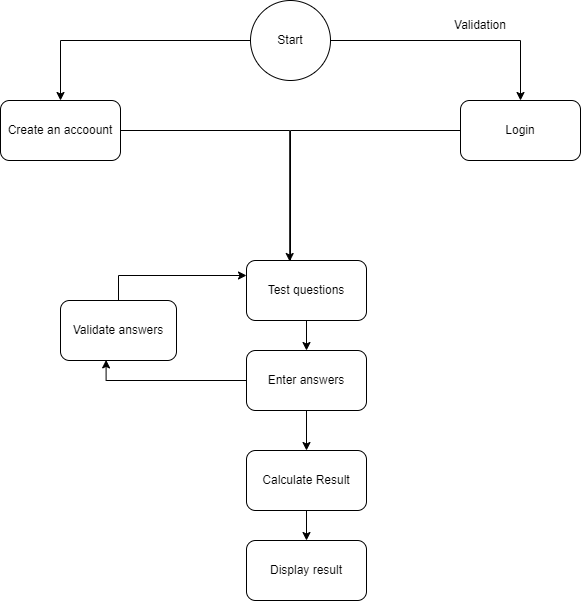 Validation
Start
Create an accoount
Login
Test questions
Validate answers
Enter answers
Calculate Result
Display result